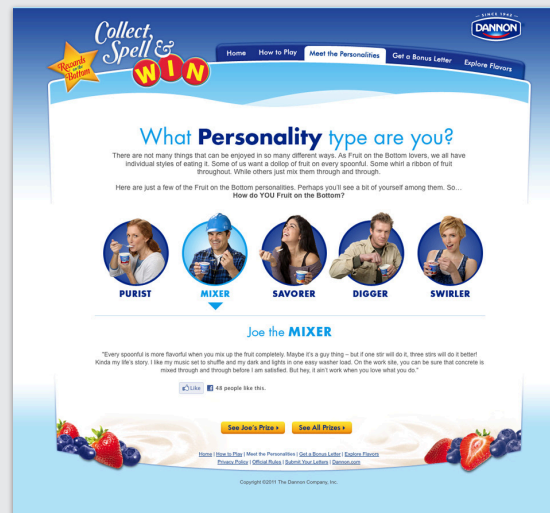 Collect,
Spell &
WIN
Rewards
on the
Bottom
SINCE 1942
DANNON
Home How to Play Meet the Personalities Get a Bonus Letter Explore Flavors
What Personality type are you?
There are not many things that can be enjoyed in so many different ways. As Fruit on the Bottom lovers, we all have
individual styles of eating it. Some of us want a dollop of fruit on every spoonful. Some whirl a ribbon of fruit
throughout. While others just mix them through and through.
Here are just a few of the Fruit on the Bottom personalities. Perhaps you'll see a bit of yourself among them. So...
How do YOU Fruit on the Bottom?
PURIST MIXER SAVORER DIGGER SWIRLER
Joe the MIXER
"Every spoonful is more flavorful when you mix up the fruit completely. Maybe it's a guy thing – but if one stir will do it, three stirs will do it better!
Kinda my life's story. I like my music set to shuffle and my dark and lights in one easy washer load. On the work site, you can be sure that concrete is
mixed through and through before I am satisfied. But hey, it ain't work when you love what you do."
Like 48 people like this.
See Joe's Prize See All Prizes
Home | How to Play | Meet the Personalities | Get a Bonus Letter | Explore Flavors
Privacy Policy | Official Rules | Submit Your Letters | Dannon.com
Copyright ©2011 The Dannon Company, Inc.